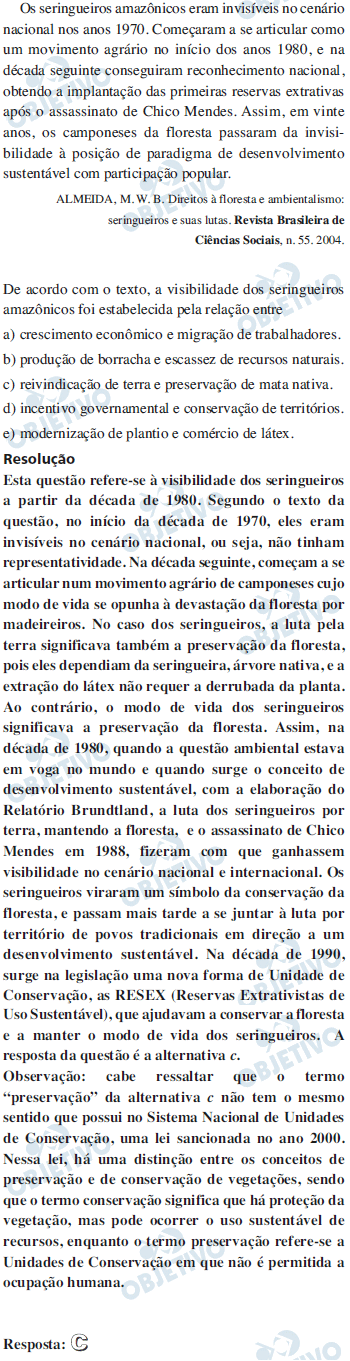 Os seringueiros amazônicos eram invisíveis no cenário
nacional nos anos 1970. Começaram a se articular como
um movimento agrário no início dos anos 1980, e na
década seguinte conseguiram reconhecimento nacional,
obtendo a implantação das primeiras reservas extrativas
após o assassinato de Chico Mendes. Assim, em vinte
anos, os camponeses da floresta passaram da invisi-
bilidade à posição de paradigma de desenvolvimento
sustentável com participação popular.
ALMEIDA, M. W. B. Direitos à floresta e ambientalismo:
seringueiros e suas lutas. Revista Brasileira de
Ciências Sociais, n. 55. 2004.
De acordo com o texto, a visibilidade dos seringueiros
amazônicos foi estabelecida pela relação entre
a) crescimento econômico e migração de trabalhadores.
b) produção de borracha e escassez de recursos naturais.
c) reivindicação de terra e preservação de mata nativa.
d) incentivo governamental e conservação de territórios.
e) modernização de plantio e comércio de látex.
Resolução
Esta questão refere-se à visibilidade dos seringueiros
a partir da década de 1980. Segundo o texto da
questão, no início da década de 1970, eles eram
invisíveis no cenário nacional, ou seja, não tinham
representatividade. Na década seguinte, começam a se
articular num movimento agrário de camponeses cujo
modo de vida se opunha à devastação da floresta por
madeireiros. No caso dos seringueiros, a luta pela
terra significava também a preservação da floresta,
pois eles dependiam da seringueira, árvore nativa, e a
extração do látex não requer a derrubada da planta.
Ao contrário, o modo de vida dos seringueiros
significava a preservação da floresta. Assim, na
década de 1980, quando a questão ambiental estava
em voga no mundo e quando surge o conceito de
desenvolvimento sustentável, com a elaboração do
Relatório Brundtland, a luta dos seringueiros por
terra, mantendo a floresta, e o assassinato de Chico
Mendes em 1988, fizeram com que ganhassem
visibilidade no cenário nacional e internacional. Os
seringueiros viraram um símbolo da conservação da
floresta, e passam mais tarde a se juntar à luta por
território de povos tradicionais em direção a um
desenvolvimento sustentável. Na década de 1990,
surge na legislação uma nova forma de Unidade de
Conservação, as RESEX (Reservas Extrativistas de
Uso Sustentável), que ajudavam a conservar a floresta
e a manter o modo de vida dos seringueiros. A
resposta da questão é a alternativa c.
Observação: cabe ressaltar que o termo
“preservação” da alternativa c não tem o mesmo
sentido que possui no Sistema Nacional de Unidades
de Conservação, uma lei sancionada no ano 2000.
Nessa lei, há uma distinção entre os conceitos de
preservação e de conservação de vegetações, sendo
que o termo conservação significa que há proteção da
vegetação, mas pode ocorrer o uso sustentável de
recursos, enquanto o termo preservação refere-se a
Unidades de Conservação em que não é permitida a
ocupação humana.
Resposta: C